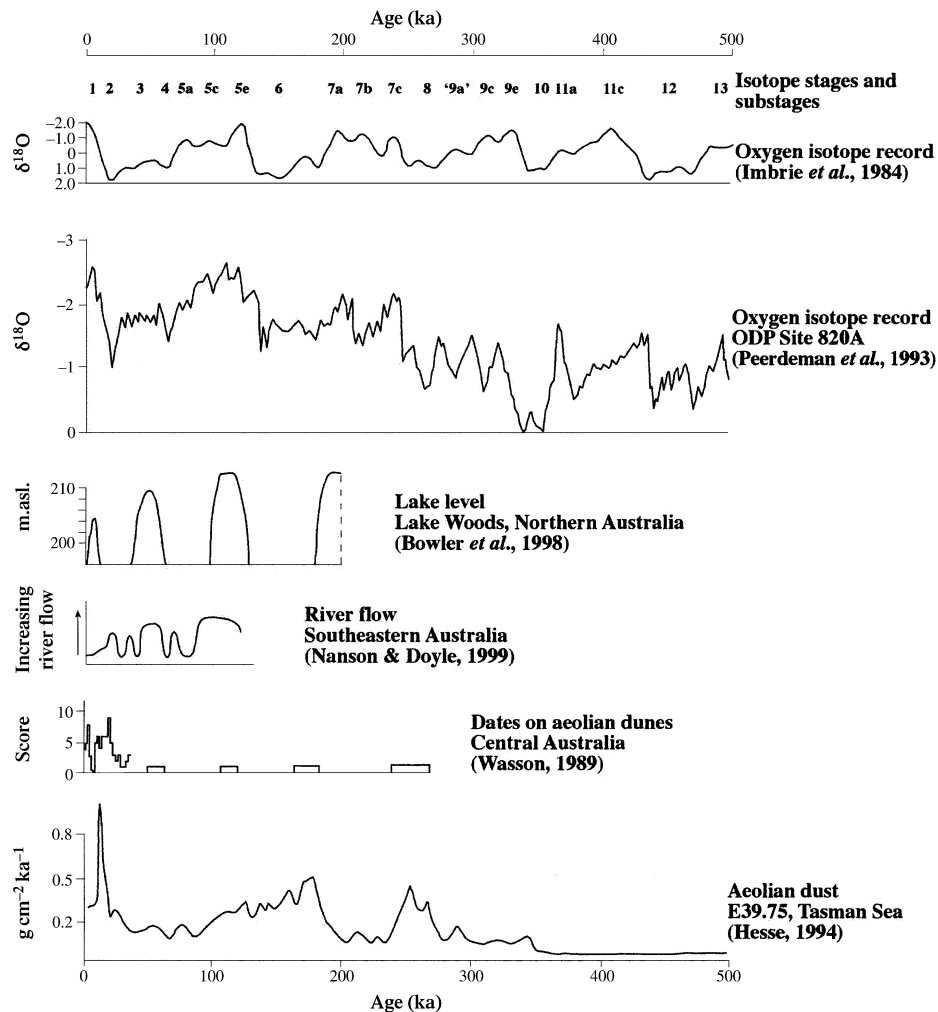 Age (ka)
0 100 200 300 400 500
1 2 3 4 5a 5c 5e 6 7a 7b 7c 8 ‘9a’ 9c 9e 10 11a 11c 12 13
Isotope stages and
substages
δ¹⁸O
–2.0
–1.0
0
1.0
2.0
Oxygen isotope record
(Imbrie et al., 1984)
δ¹⁸O
–3
–2
–1
0
Oxygen isotope record
ODP Site 820A
(Peerdeman et al., 1993)
m.asl.
210
200
Lake level
Lake Woods, Northern Australia
(Bowler et al., 1998)
Increasing
river flow
River flow
Southeastern Australia
(Nanson & Doyle, 1999)
Score
10
5
0
Dates on aeolian dunes
Central Australia
(Wasson, 1989)
g cm⁻² ka⁻¹
0.8
0.5
0.2
Aeolian dust
E39.75, Tasman Sea
(Hesse, 1994)
0 100 200 300 400 500
Age (ka)